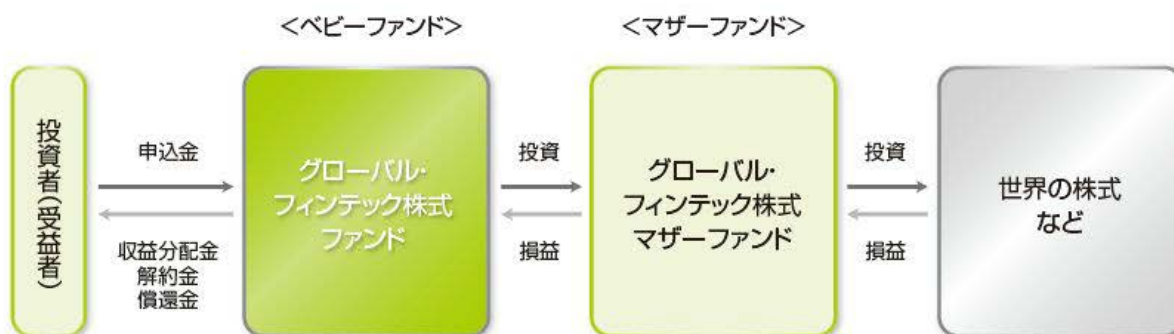 ＜ベビーファンド＞
＜マザーファンド＞
投資者（受益者）
申込金
収益分配金
解約金
償還金
グローバル・
フィンテック株式
ファンド
投資
損益
グローバル・
フィンテック株式
マザーファンド
投資
損益
世界の株式
など